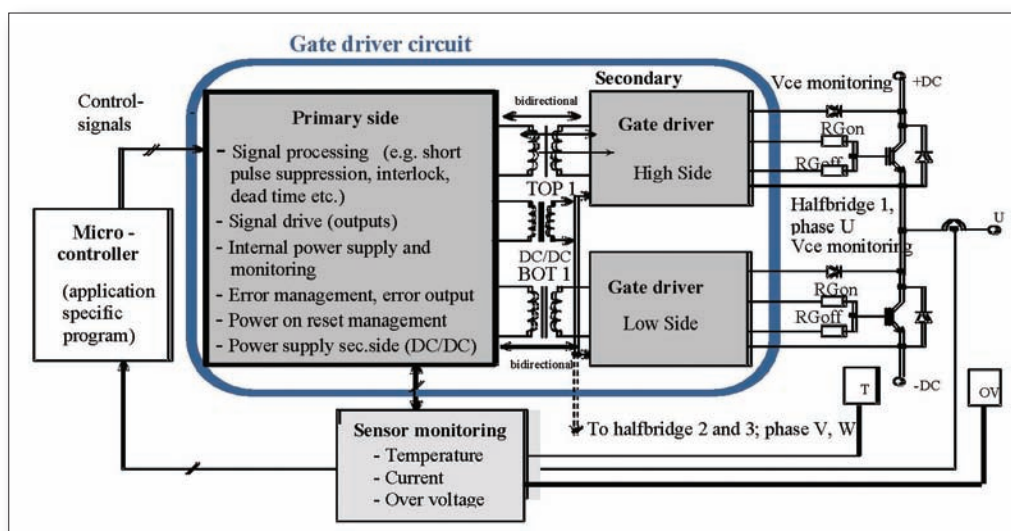 Gate driver circuit
Control-
signals
Micro -
controller
(application
specific
program)
Primary side
- Signal processing (e.g. short
pulse suppression, interlock,
dead time etc.)
- Signal drive (outputs)
- Internal power supply and
monitoring
- Error management, error output
- Power on reset management
- Power supply sec.side (DC/DC)
bidirectional
TOP 1
DC/DC
BOT 1
bidirectional
Secondary
Gate driver
High Side
Gate driver
Low Side
Vce monitoring
+DC
RGon
RGoff
Halfbridge 1,
phase U
U
Vce monitoring
RGon
RGoff
-DC
T
OV
To halfbridge 2 and 3; phase V, W
Sensor monitoring
- Temperature
- Current
- Over voltage